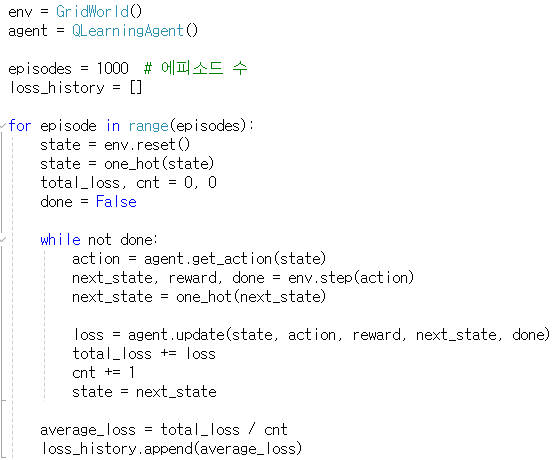 env = GridWorld()
agent = QLearningAgent()

episodes = 1000  # 에피소드 수
loss_history = []

for episode in range(episodes):
    state = env.reset()
    state = one_hot(state)
    total_loss, cnt = 0, 0
    done = False

    while not done:
        action = agent.get_action(state)
        next_state, reward, done = env.step(action)
        next_state = one_hot(next_state)

        loss = agent.update(state, action, reward, next_state, done)
        total_loss += loss
        cnt += 1
        state = next_state

    average_loss = total_loss / cnt
    loss_history.append(average_loss)